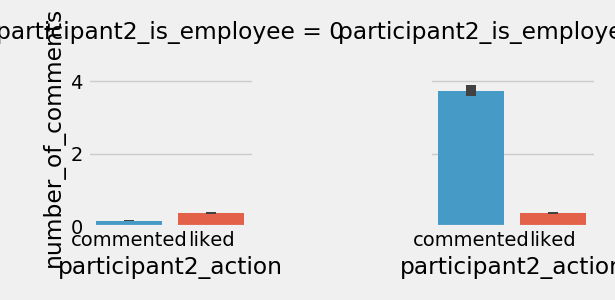 participant2_is_employee = 0
participant2_is_employe
number_of_comments
4
2
0
commented liked
commented liked
participant2_action
participant2_action